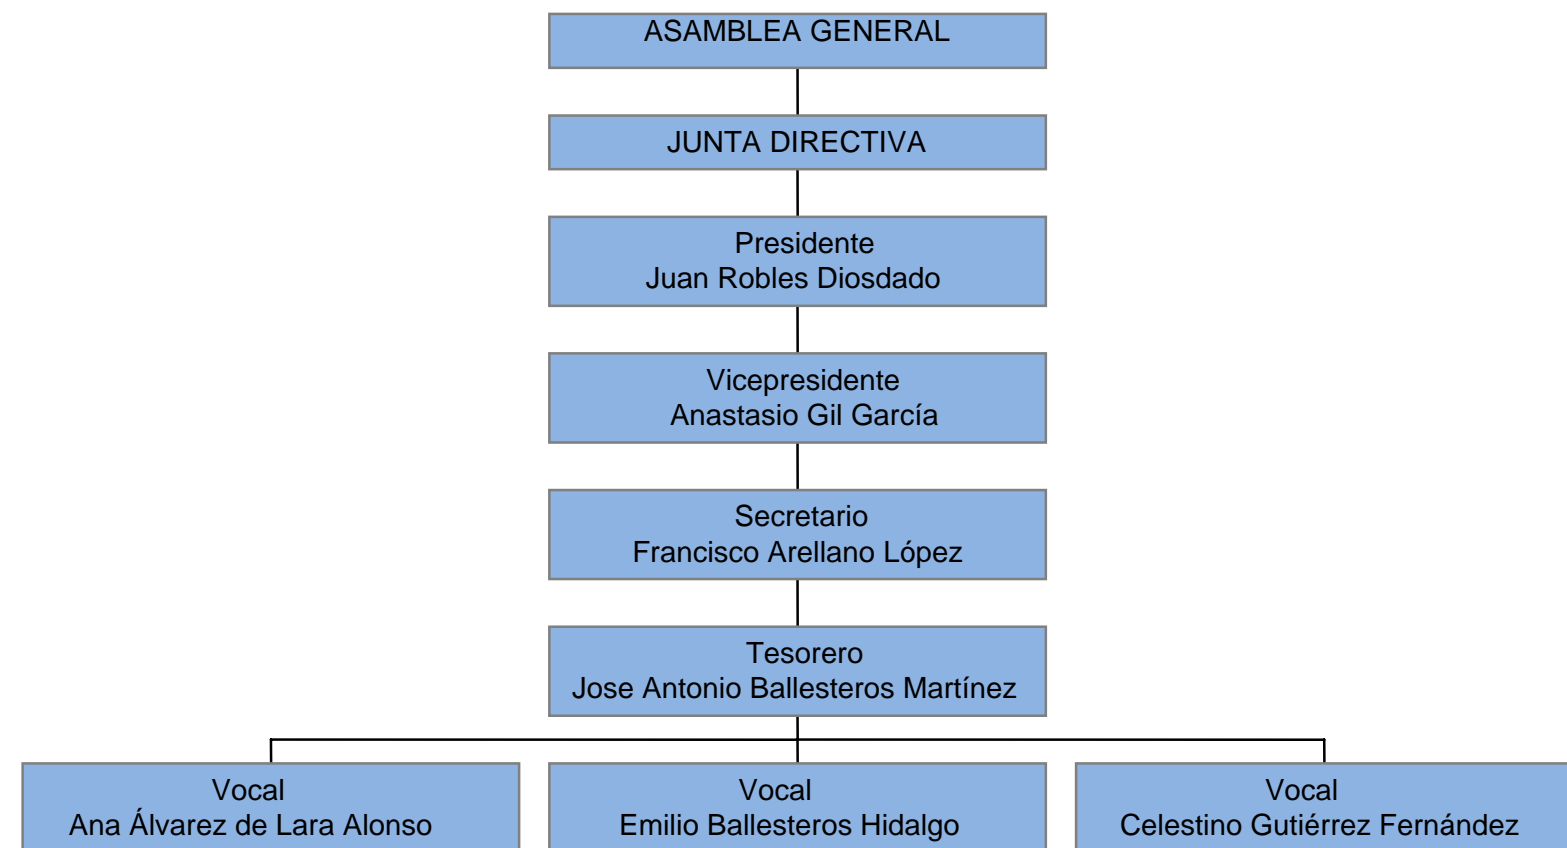 ASAMBLEA GENERAL
JUNTA DIRECTIVA
Presidente
Juan Robles Diosdado
Vicepresidente
Anastasio Gil García
Secretario
Francisco Arellano López
Tesorero
Jose Antonio Ballesteros Martínez
Vocal
Ana Álvarez de Lara Alonso
Vocal
Emilio Ballesteros Hidalgo
Vocal
Celestino Gutiérrez Fernández